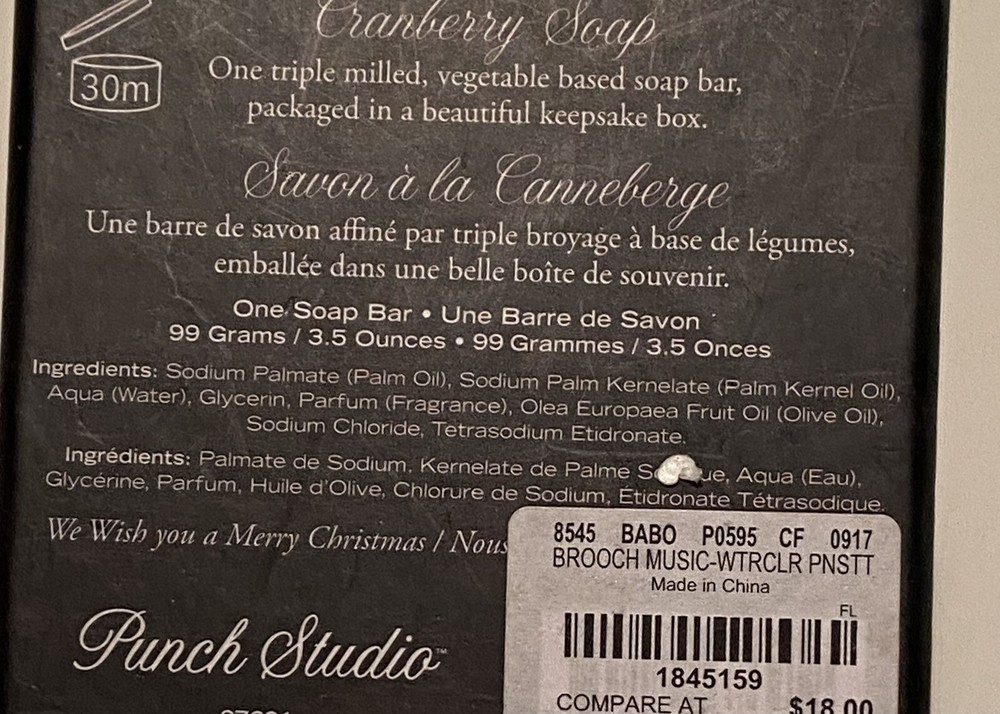 Cranberry Soap
30m
One triple milled, vegetable based soap bar,
packaged in a beautiful keepsake box.
Savon à la Canneberge
Une barre de savon affiné par triple broyage à base de légumes,
emballée dans une belle boîte de souvenir.
One Soap Bar • Une Barre de Savon
99 Grams / 3.5 Ounces • 99 Grammes / 3.5 Onces
Ingredients: Sodium Palmate (Palm Oil), Sodium Palm Kernelate (Palm Kernel Oil),
Aqua (Water), Glycerin, Parfum (Fragrance), Olea Europaea Fruit Oil (Olive Oil),
Sodium Chloride, Tetrasodium Etidronate.
Ingrédients: Palmate de Sodium, Kernelate de Palme Aqua (Eau),
Glycérine, Parfum, Huile d'Olive, Chlorure de Sodium, Étidronate Tétrasodique.
We Wish you a Merry Christmas / Nous
Punch Studio™
8545 BABO P0595 CF 0917
BROOCH MUSIC-WTRCLR PNSTT
Made in China
FL
1845159
COMPARE AT $18.00